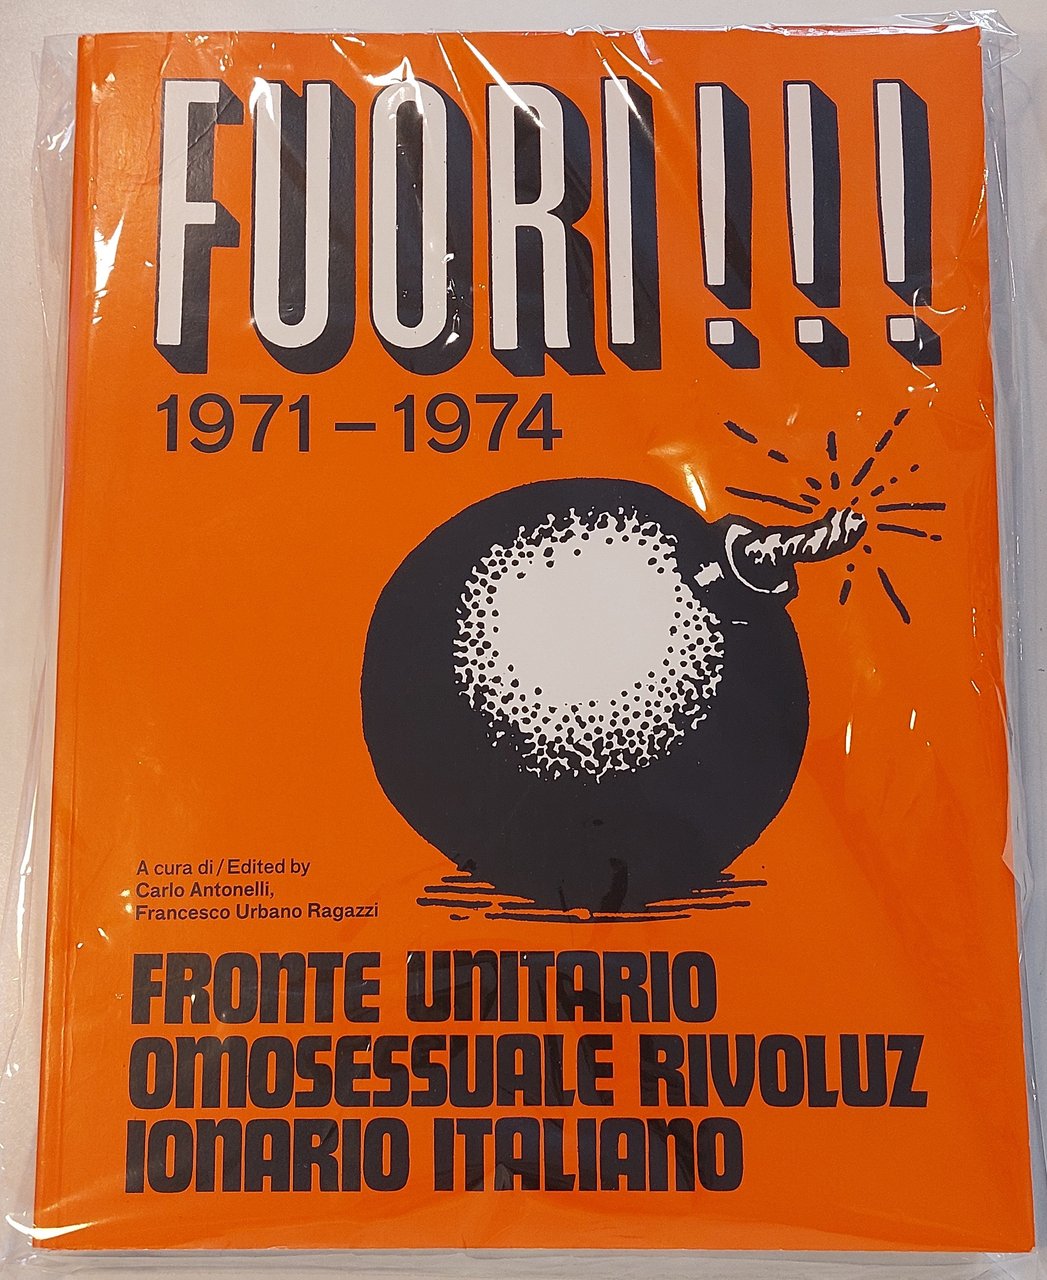 FUORI!!!
1971–1974
A cura di / Edited by
Carlo Antonelli,
Francesco Urbano Ragazzi
FRONTE UNITARIO
OMOSESSUALE RIVOLUZ
IONARIO ITALIANO